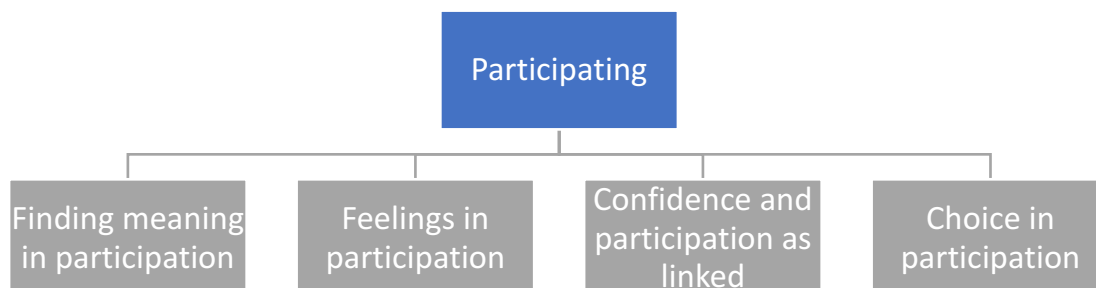 Participating
Finding meaning
in participation
Feelings in
participation
Confidence and
participation as
linked
Choice in
participation